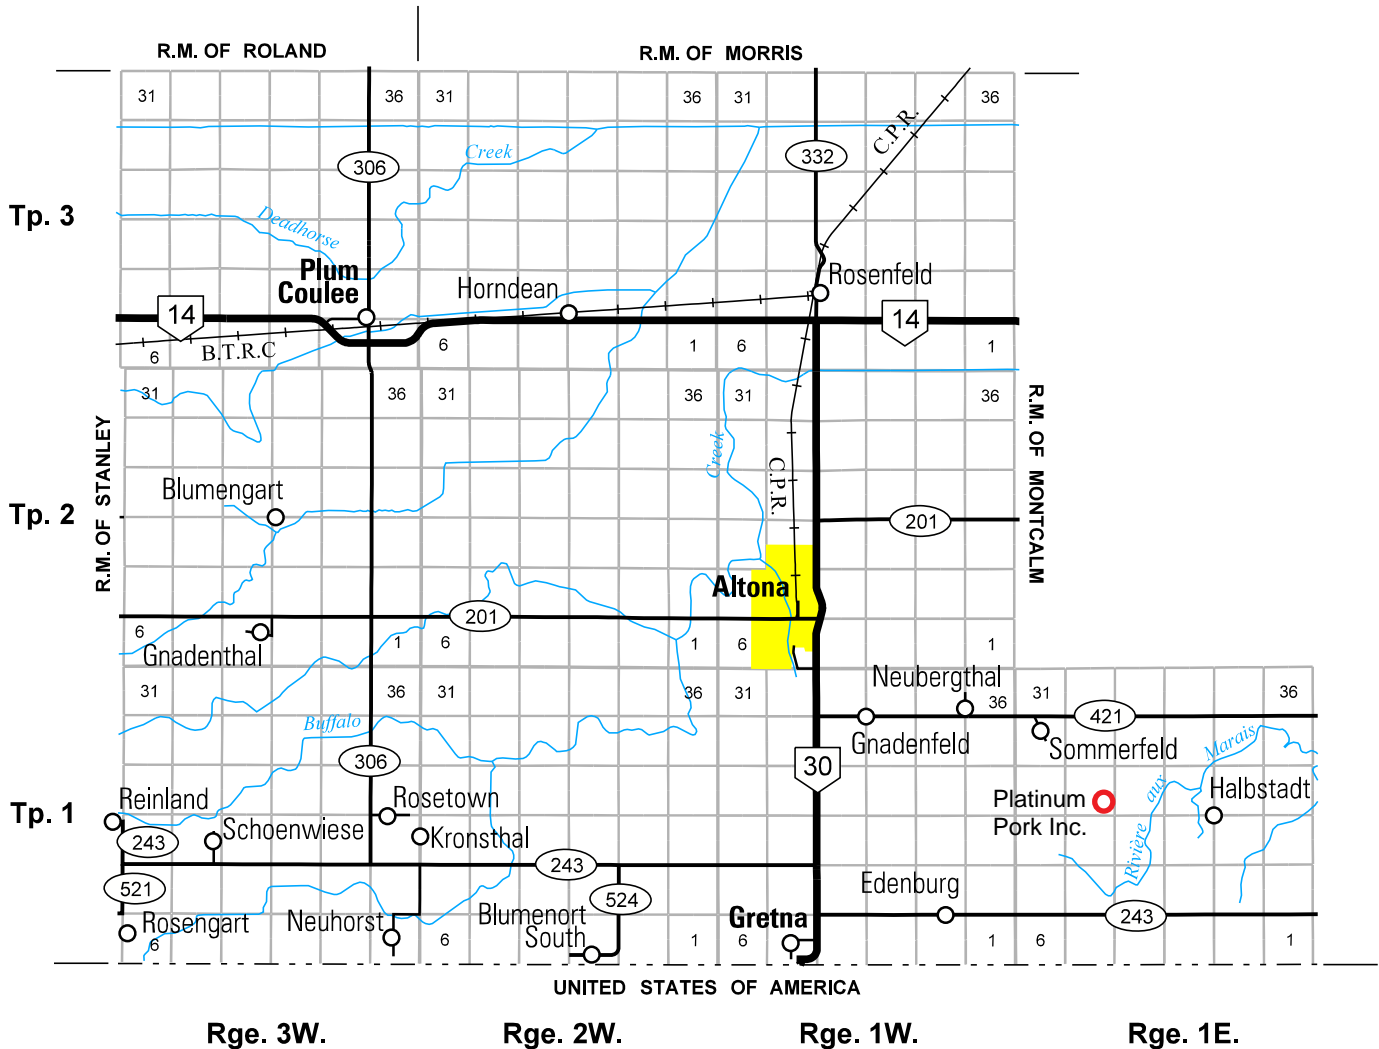 R.M. OF ROLAND
R.M. OF MORRIS
31
36
31
36
31
36
C.P.R.
Creek
306
332
Tp. 3
Deadhorse
Plum
Coulee
Horndean
Rosenfeld
14
14
B.T.R.C
6
6
1
6
1
31
36
31
36
31
36
R.M. OF STANLEY
R.M. OF MONTCALM
Creek
C.P.R.
Blumengart
Tp. 2
201
Altona
201
6
Gnadenthal
1
6
1
6
1
31
36
31
36
31
Neubergthal
36
31
36
Buffalo
421
Gnadenfeld
Sommerfeld
Marais
306
30
aux
Reinland
Rosetown
Platinum
Pork Inc.
Halbstadt
Tp. 1
243
Schoenwiese
Kronsthal
Rivière
243
521
524
Edenburg
Rosengart
6
Neuhorst
Blumenort
South
Gretna
243
6
1
6
1
6
1
UNITED STATES OF AMERICA
Rge. 3W.
Rge. 2W.
Rge. 1W.
Rge. 1E.